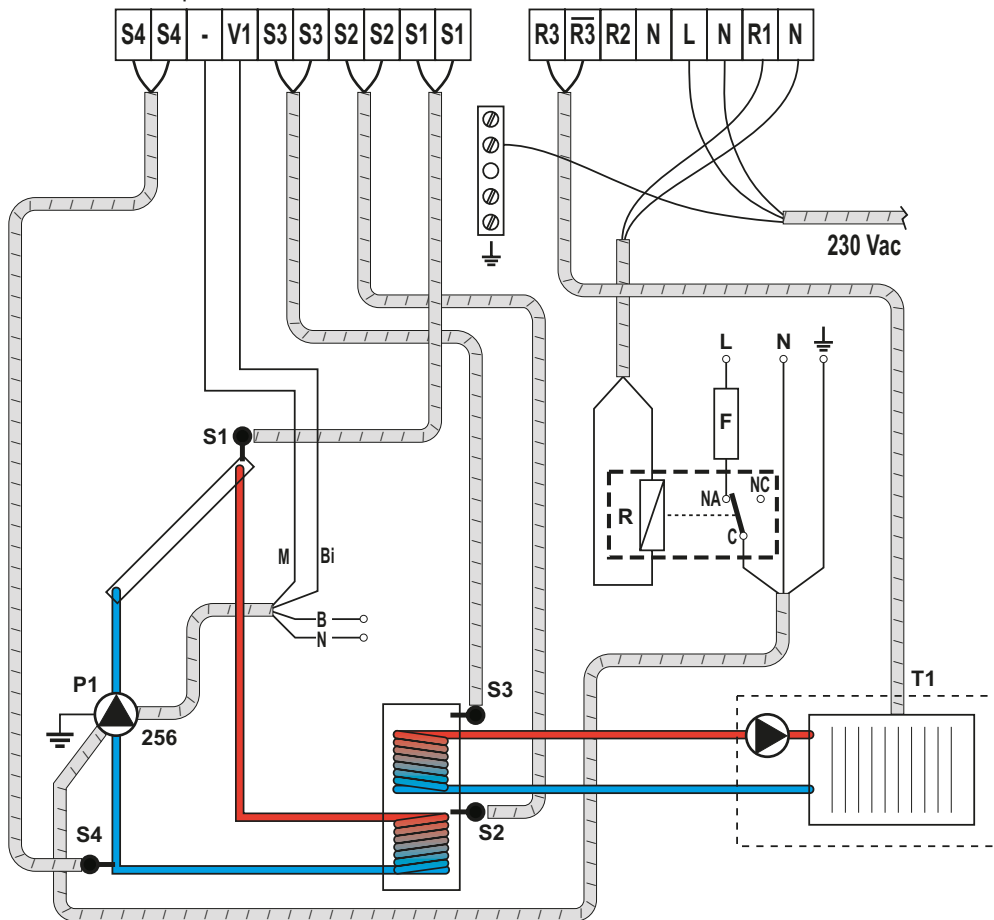 S4 S4 - V1 S3 S3 S2 S2 S1 S1
R3 R3̅ R2 N L N R1 N
230 Vac
L N
F
S1
NA NC
R
C
M Bi
B
N
P1
256
S3
T1
S2
S4